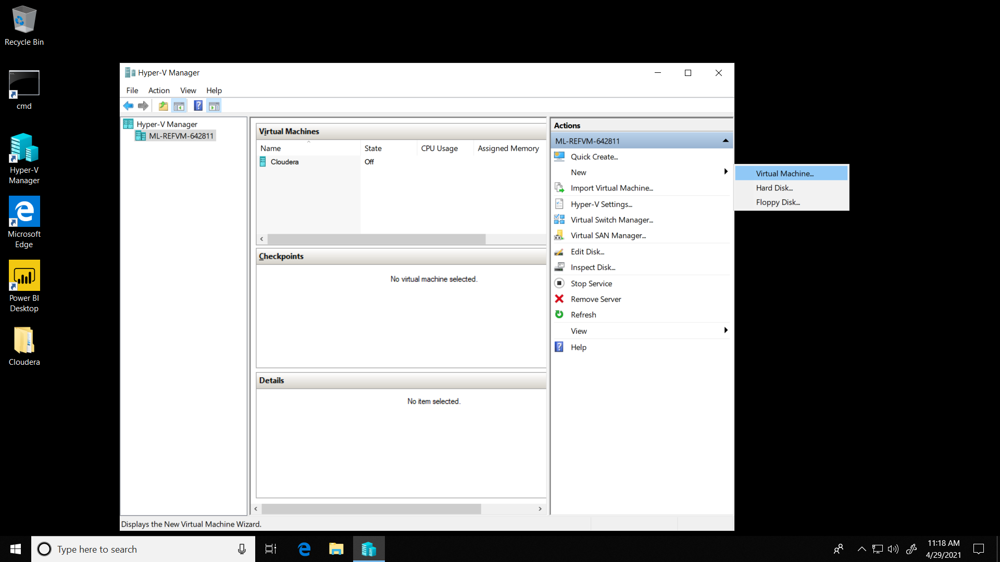 Recycle Bin
cmd
Hyper-V
Manager
Microsoft
Edge
Power BI
Desktop
Cloudera
Hyper-V Manager
File Action View Help
Hyper-V Manager
ML-REFVM-642811
Virtual Machines
Name State CPU Usage Assigned Memory
Cloudera Off
Checkpoints
No virtual machine selected.
Details
No item selected.
Actions
ML-REFVM-642811
Quick Create...
New
Import Virtual Machine...
Hyper-V Settings...
Virtual Switch Manager...
Virtual SAN Manager...
Edit Disk...
Inspect Disk...
Stop Service
Remove Server
Refresh
View
Help
Virtual Machine...
Hard Disk...
Floppy Disk...
Displays the New Virtual Machine Wizard.
Type here to search
11:18 AM
4/29/2021